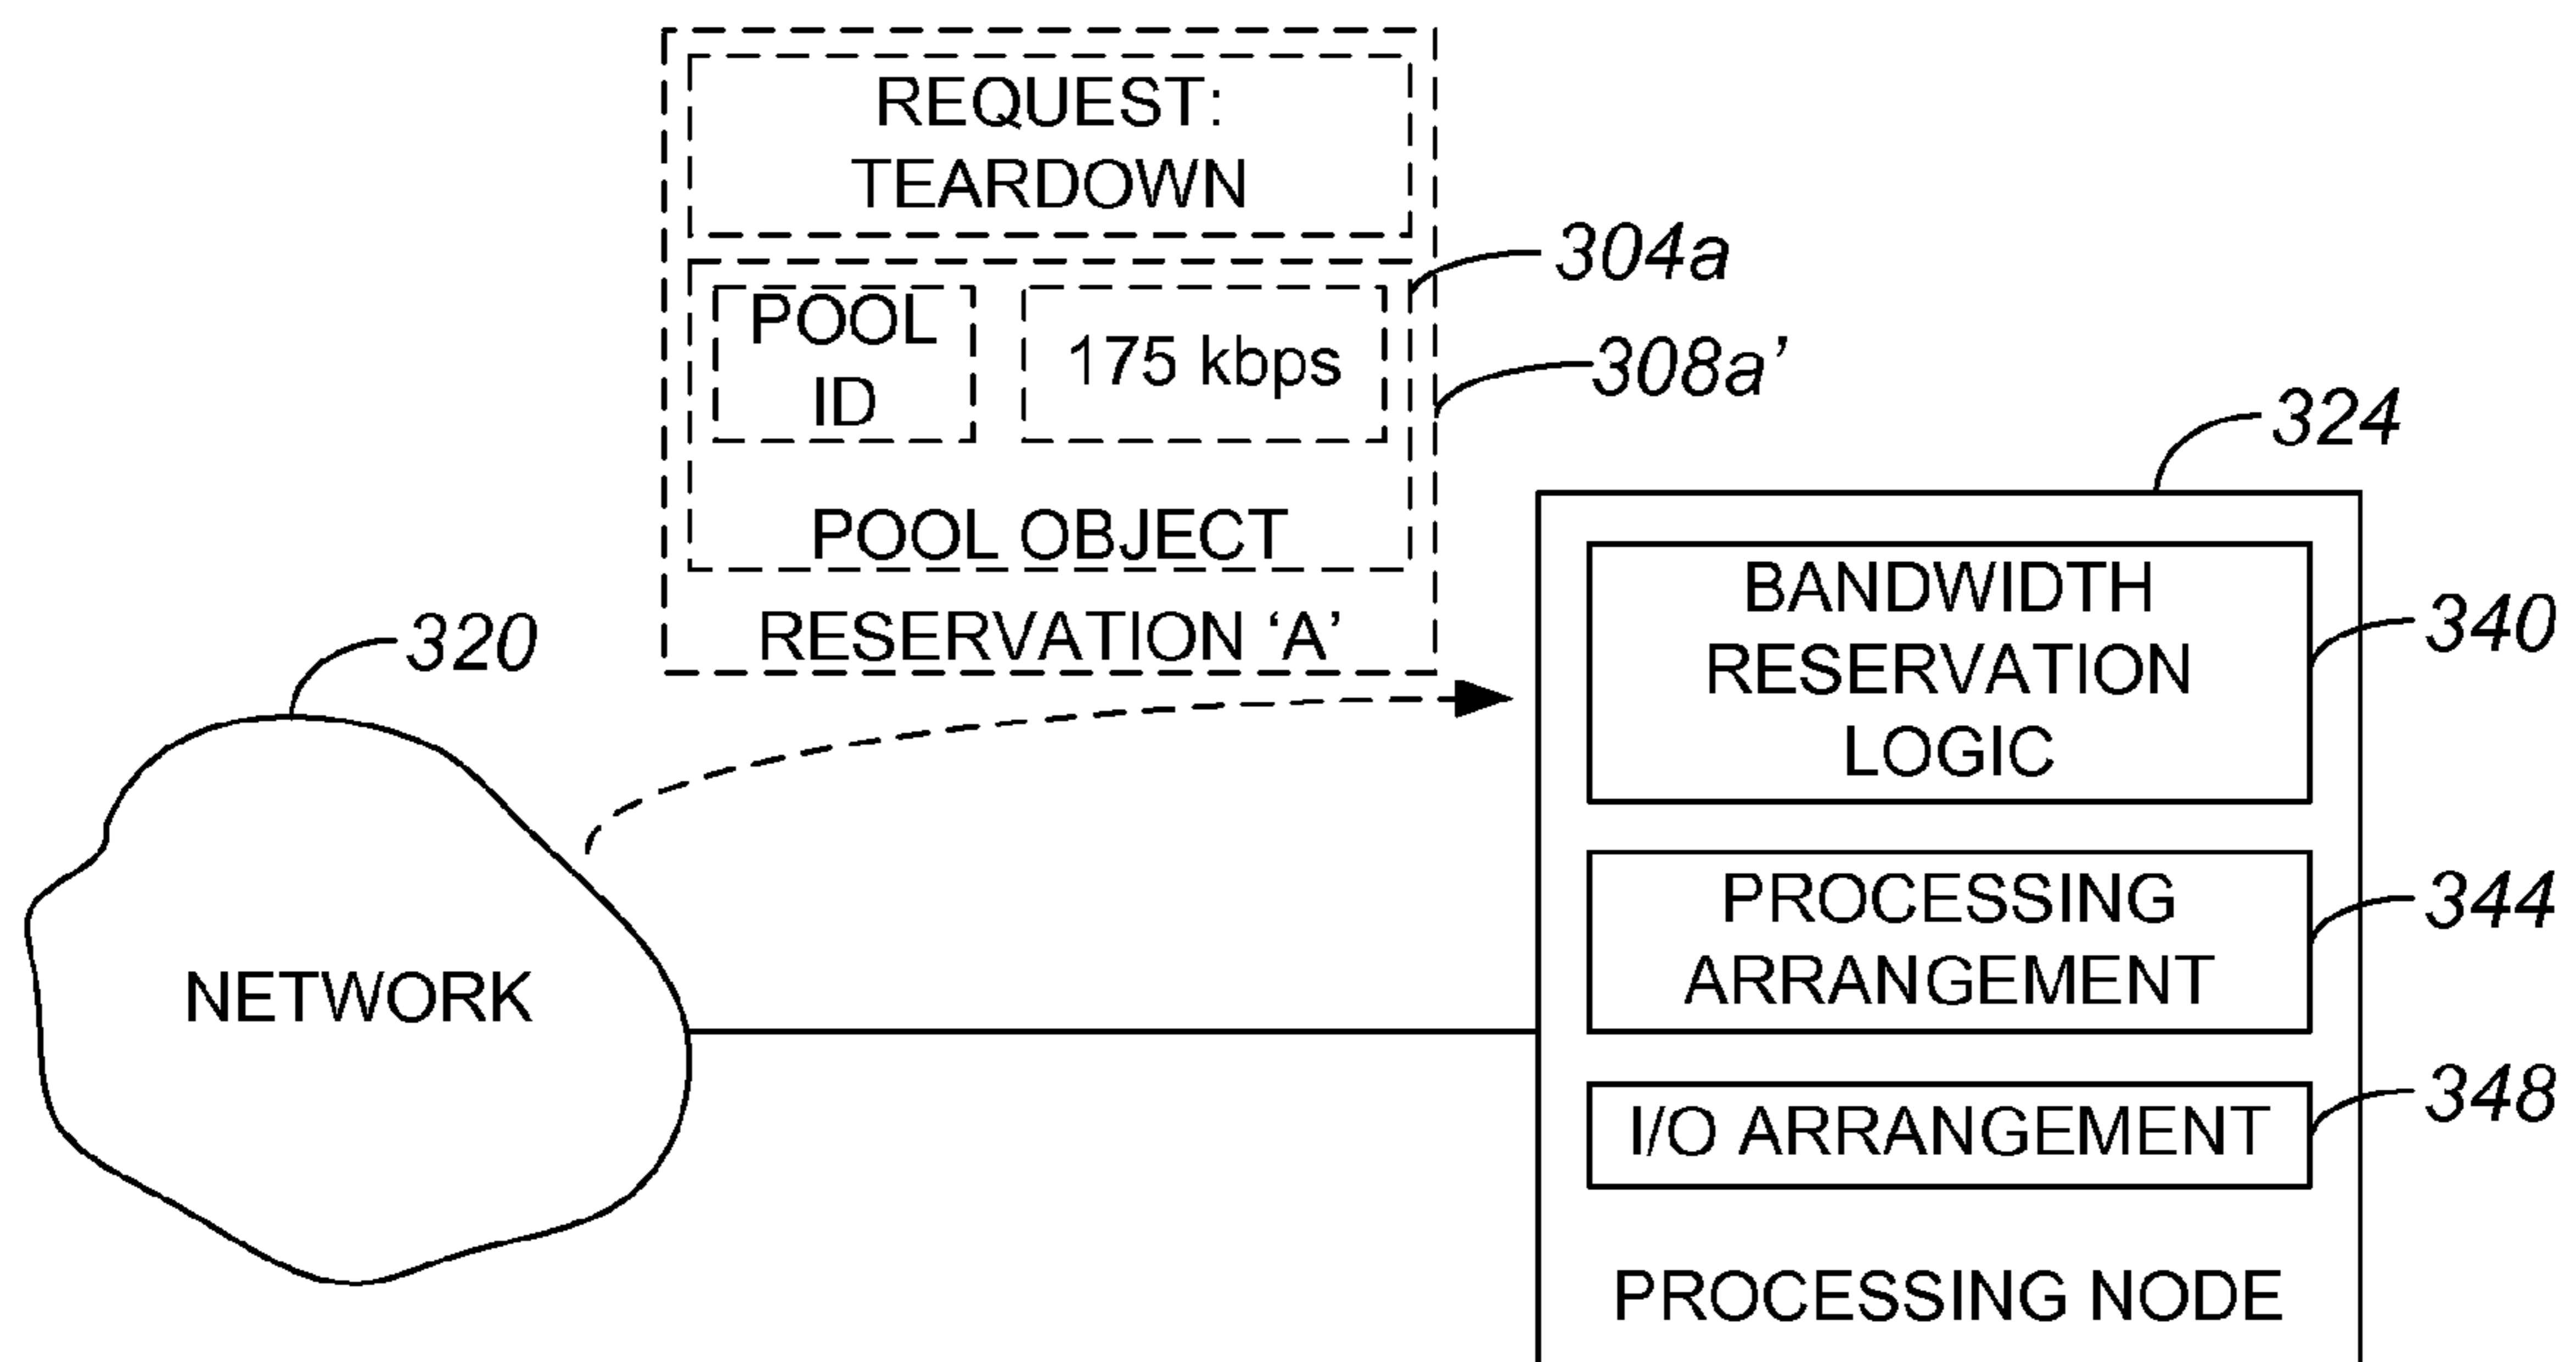 REQUEST:
TEARDOWN
304a
POOL
ID
175 kbps
308a’
POOL OBJECT
RESERVATION ‘A’
324
BANDWIDTH
RESERVATION
LOGIC
340
320
PROCESSING
ARRANGEMENT
344
NETWORK
I/O ARRANGEMENT
348
PROCESSING NODE